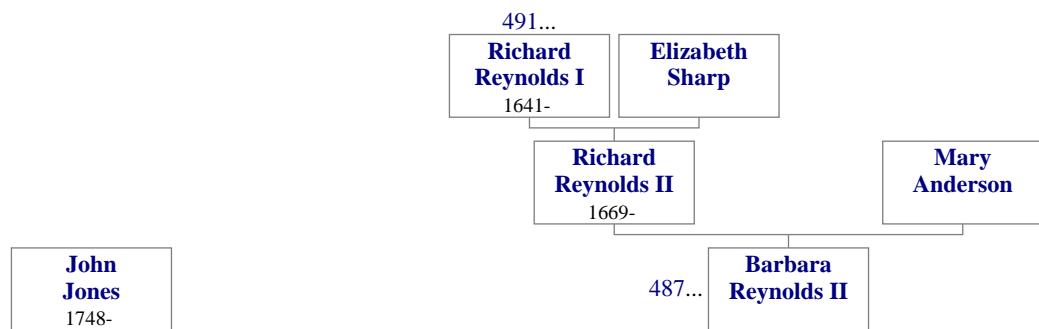 491...
Richard
Reynolds I
1641-
Elizabeth
Sharp
Richard
Reynolds II
1669-
Mary
Anderson
John
Jones
1748-
487...
Barbara
Reynolds II